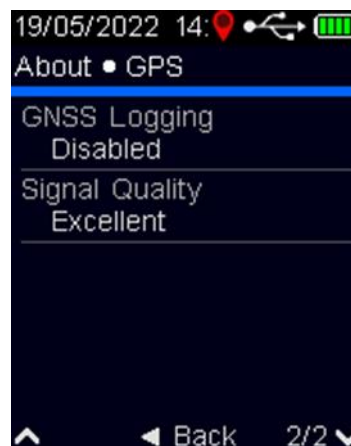 19/05/2022 14:
About • GPS
GNSS Logging
Disabled
Signal Quality
Excellent
Back 2/2